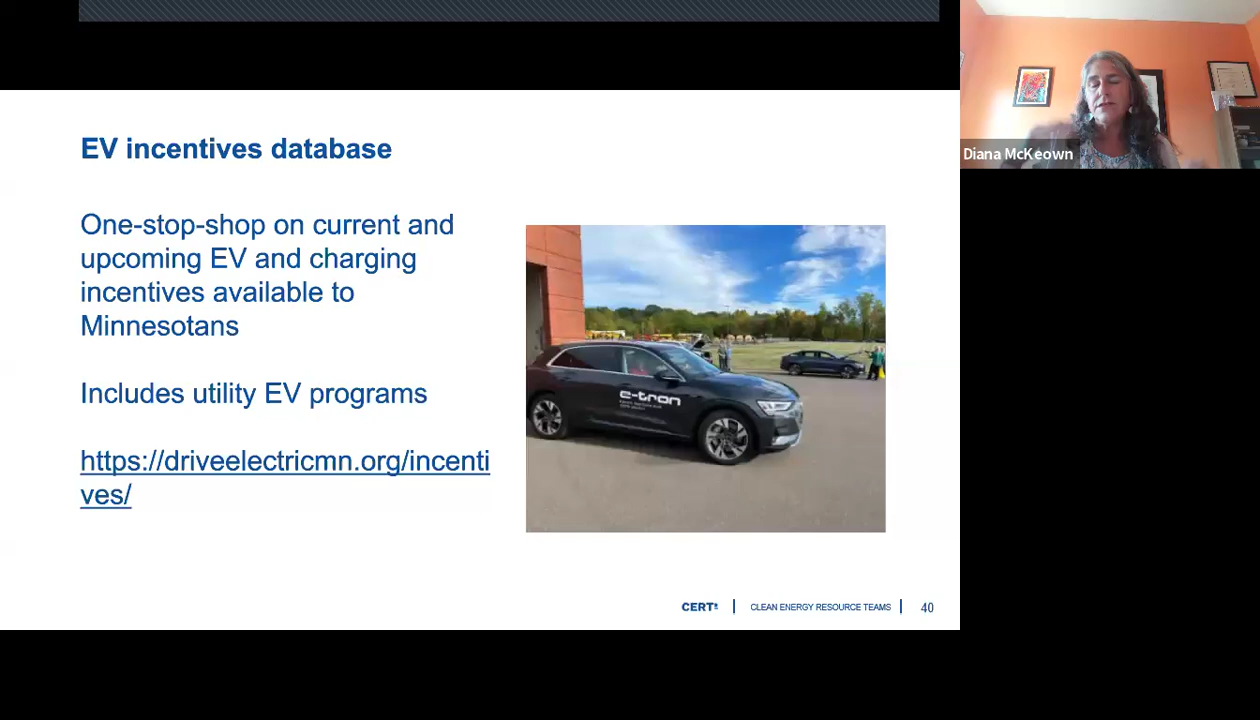 EV incentives database
One-stop-shop on current and
upcoming EV and charging
incentives available to
Minnesotans
Includes utility EV programs
https://driveelectricmn.org/incenti
ves/
e-tron
CERTs | CLEAN ENERGY RESOURCE TEAMS | 40
Diana McKeown